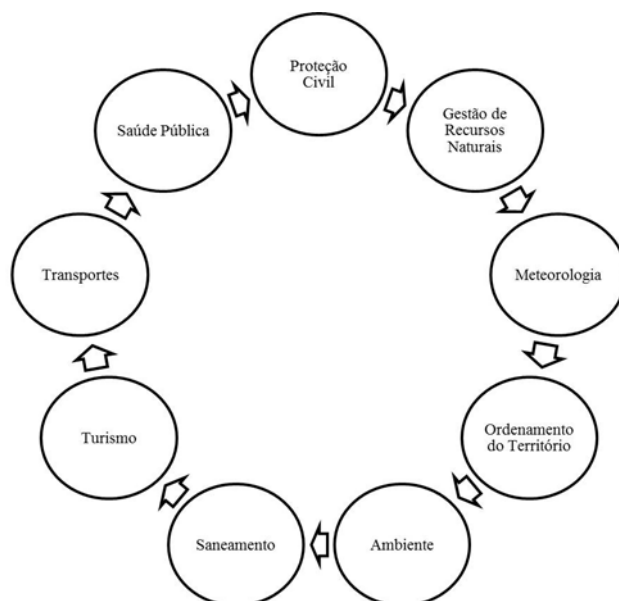 Proteção
Civil
Gestão de
Recursos
Naturais
Meteorologia
Ordenamento
do Território
Ambiente
Saneamento
Turismo
Transportes
Saúde Pública